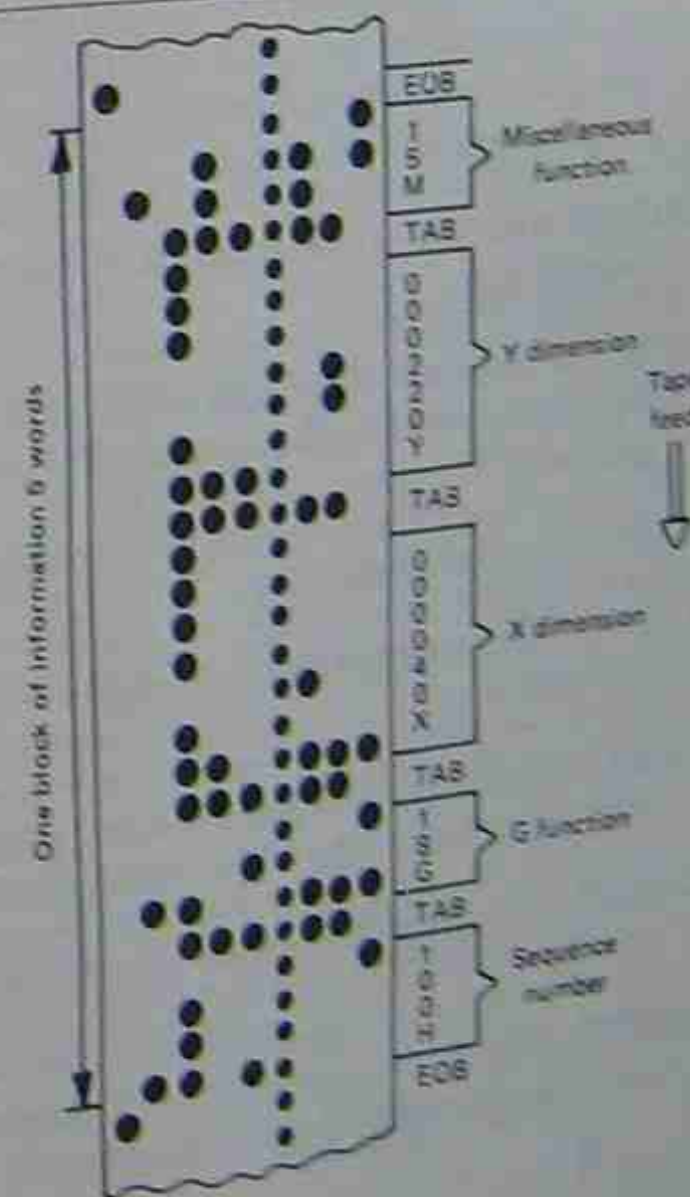 EOB
1
5
M
Miscellaneous
function
TAB
0
0
0
2
2
0
Y
Y dimension
Tape
feed
TAB
0
0
0
0
4
0
X
X dimension
TAB
1
8
G
G function
TAB
1
0
0
H
Sequence
number
EOB
One block of information 5 words